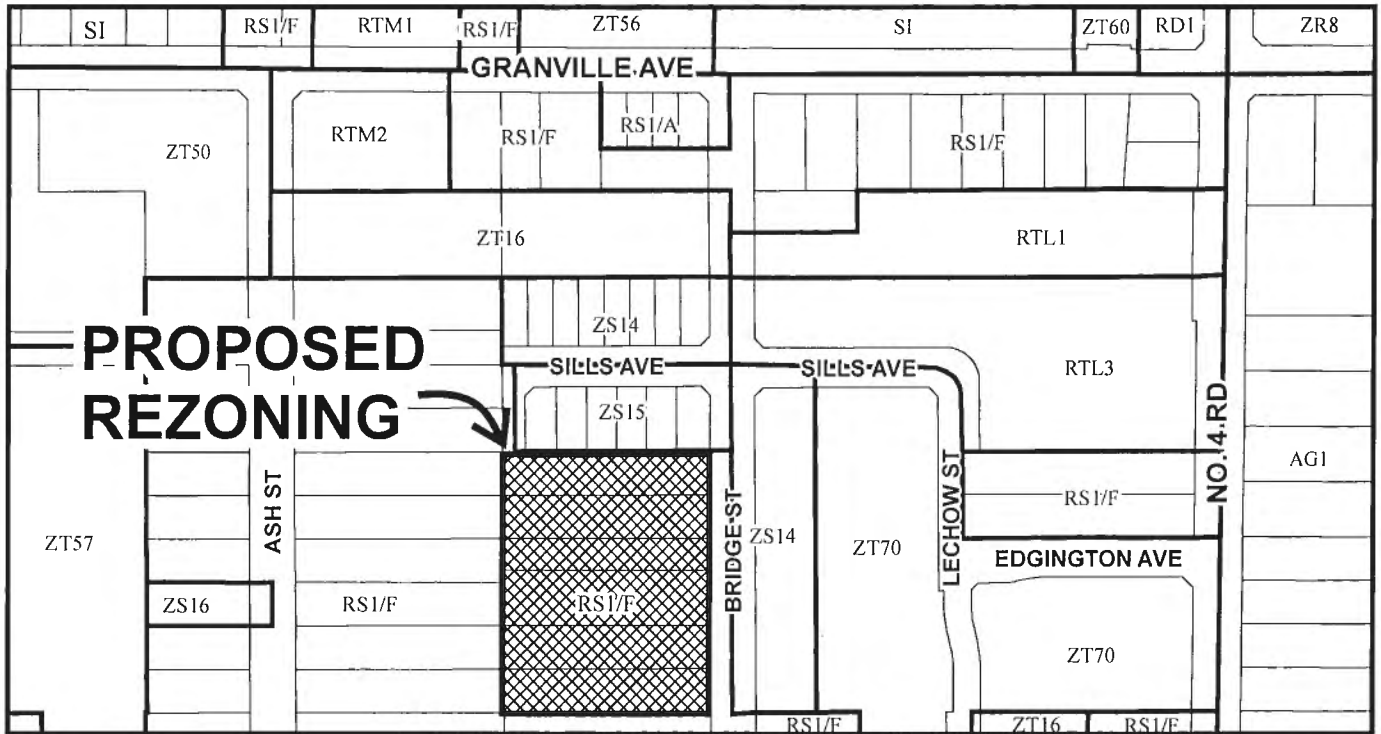 SI
RS1/F
RTM1
RS1/F
ZT56
SI
ZT60
RD1
ZR8
GRANVILLE AVE
ZT50
RTM2
RS1/F
RS1/A
RS1/F
ZT16
RTL1
PROPOSED
REZONING
ZS14
SILLS AVE
SILLS AVE
RTL3
ZS15
NO. 4 RD
AG1
ZT57
ASH ST
ZS16
RS1/F
RS1/F
BRIDGE ST
ZS14
ZT70
LECHOW ST
RS1/F
EDGINGTON AVE
ZT70
RS1/F
ZT16
RS1/F